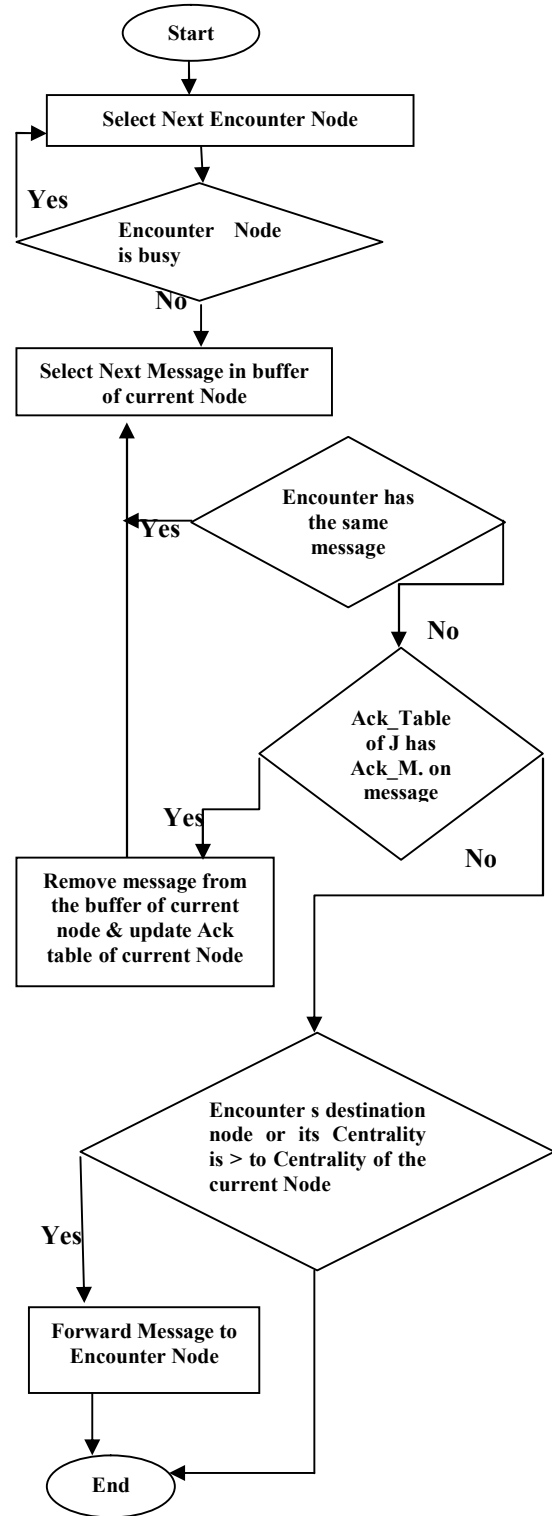 Start
Select Next Encounter Node
Yes
Encounter Node
is busy
No
Select Next Message in buffer
of current Node
Encounter has
the same
message
Yes
No
Ack_Table
of J has
Ack_M. on
message
Yes
No
Remove message from
the buffer of current
node & update Ack
table of current Node
Encounter s destination
node or its Centrality
is > to Centrality of the
current Node
Yes
Forward Message to
Encounter Node
End